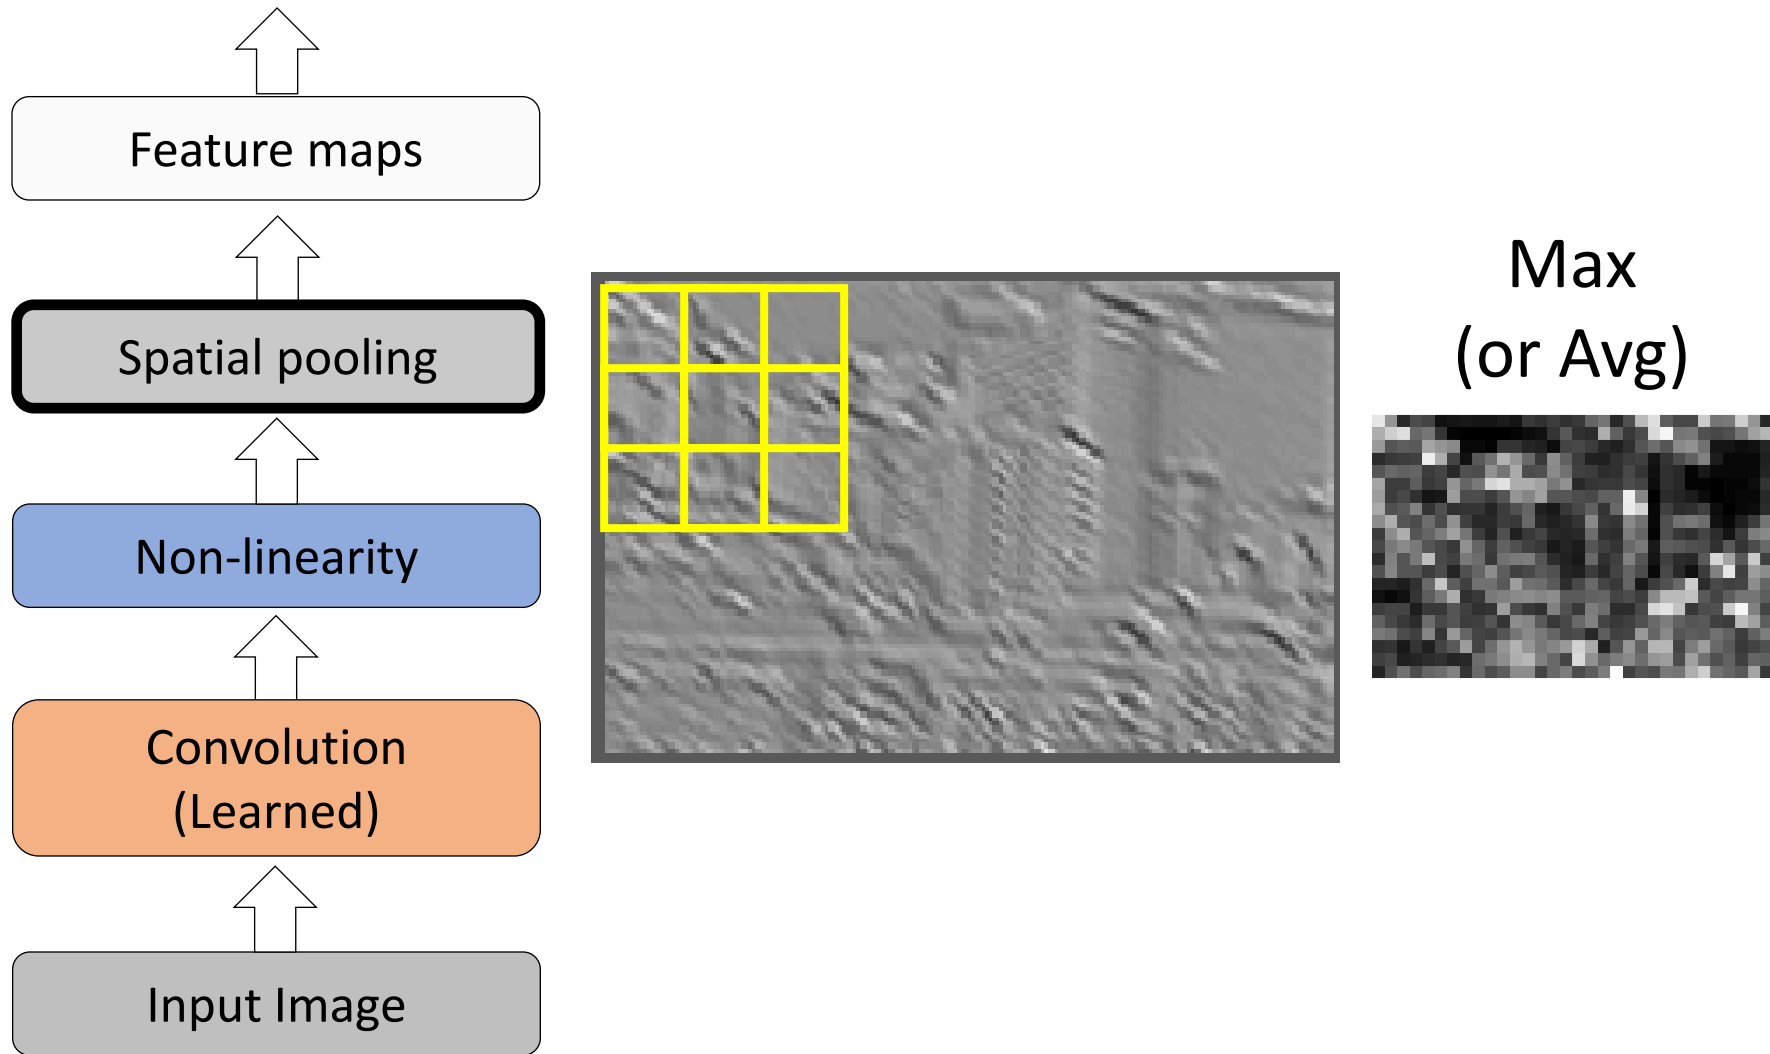 Feature maps
Spatial pooling
Non-linearity
Convolution
(Learned)
Input Image
Max
(or Avg)